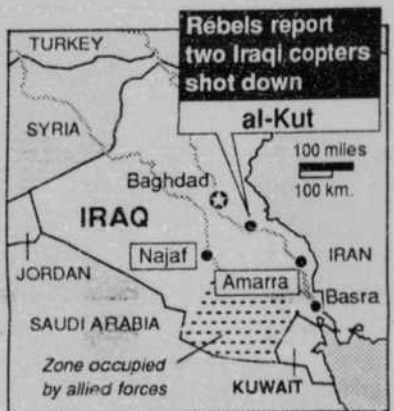 Rebels report
two Iraqi copters
shot down
al-Kut
TURKEY
SYRIA
100 miles
100 km.
Baghdad
IRAQ
Najaf
IRAN
JORDAN
Amarra
Basra
SAUDI ARABIA
Zone occupied
by allied forces
KUWAIT